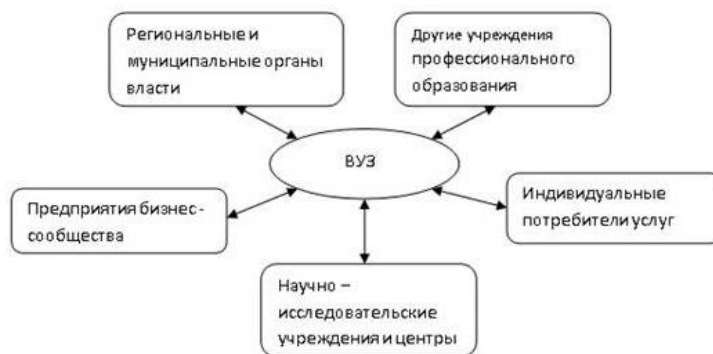 Региональные и
муниципальные органы
власти
Другие учреждения
профессионального
образования
ВУЗ
Предприятия бизнес-
сообщества
Индивидуальные
потребители услуг
Научно –
исследовательские
учреждения и центры